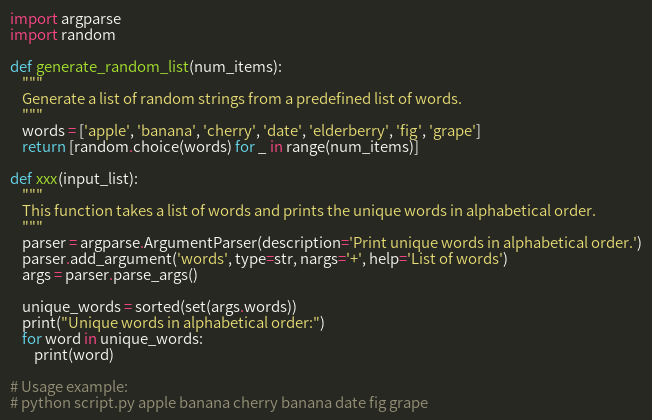 import argparse
import random

def generate_random_list(num_items):
    """
    Generate a list of random strings from a predefined list of words.
    """
    words = ['apple', 'banana', 'cherry', 'date', 'elderberry', 'fig', 'grape']
    return [random.choice(words) for _ in range(num_items)]

def xxx(input_list):
    """
    This function takes a list of words and prints the unique words in alphabetical order.
    """
    parser = argparse.ArgumentParser(description='Print unique words in alphabetical order.')
    parser.add_argument('words', type=str, nargs='+', help='List of words')
    args = parser.parse_args()

    unique_words = sorted(set(args.words))
    print("Unique words in alphabetical order:")
    for word in unique_words:
        print(word)

# Usage example:
# python script.py apple banana cherry banana date fig grape